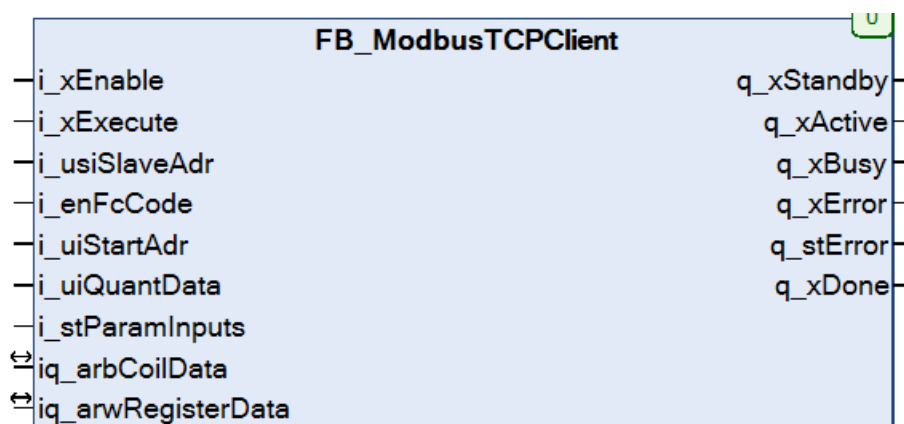 U
FB_ModbusTCPClient
i_xEnable q_xStandby
i_xExecute q_xActive
i_usiSlaveAdr q_xBusy
i_enFcCode q_xError
i_uiStartAdr q_stError
i_uiQuantData q_xDone
i_stParamInputs
iq_arbCoilData
iq_arwRegisterData